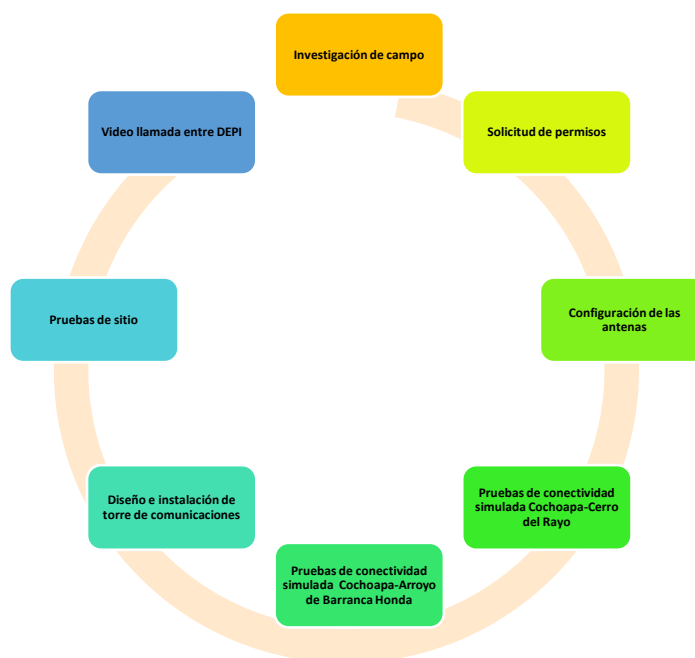 Investigación de campo
Solicitud de permisos
Configuración de las
antenas
Pruebas de conectividad
simulada Cochoapa-Cerro
del Rayo
Pruebas de conectividad
simulada Cochoapa-Arroyo
de Barranca Honda
Diseño e instalación de
torre de comunicaciones
Pruebas de sitio
Video llamada entre DEPI